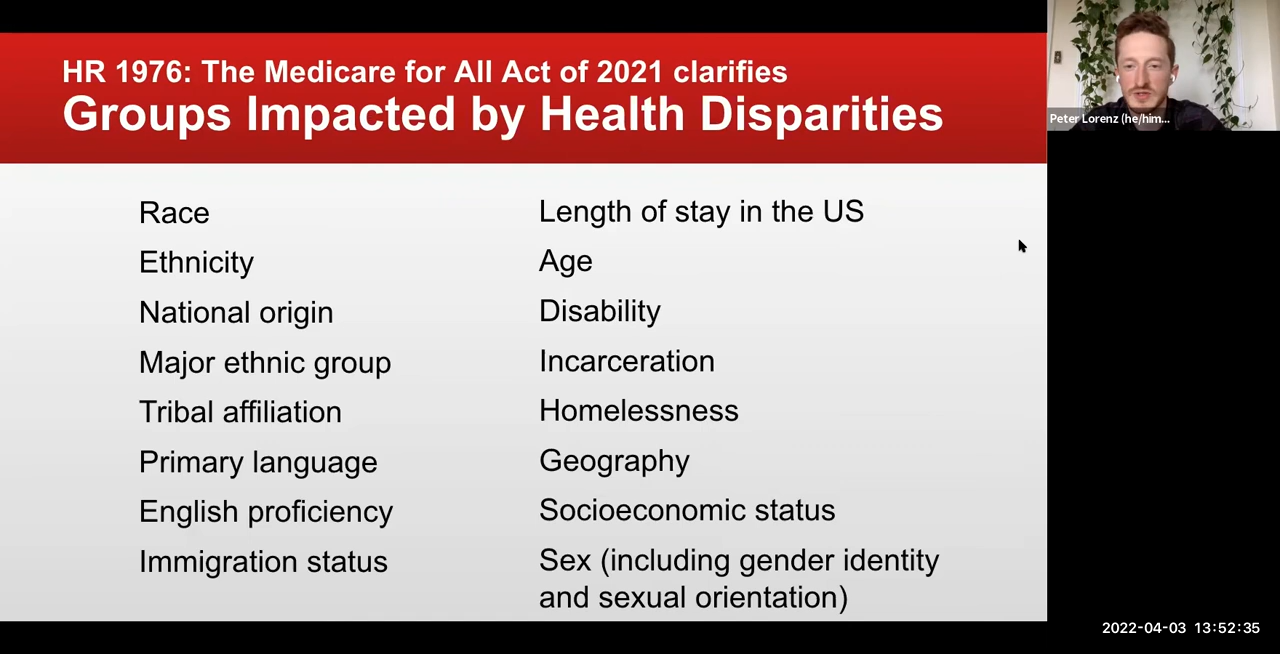 HR 1976: The Medicare for All Act of 2021 clarifies
Groups Impacted by Health Disparities
Race
Ethnicity
National origin
Major ethnic group
Tribal affiliation
Primary language
English proficiency
Immigration status
Length of stay in the US
Age
Disability
Incarceration
Homelessness
Geography
Socioeconomic status
Sex (including gender identity
and sexual orientation)
Peter Lorenz (he/him...
2022-04-03 13:52:35